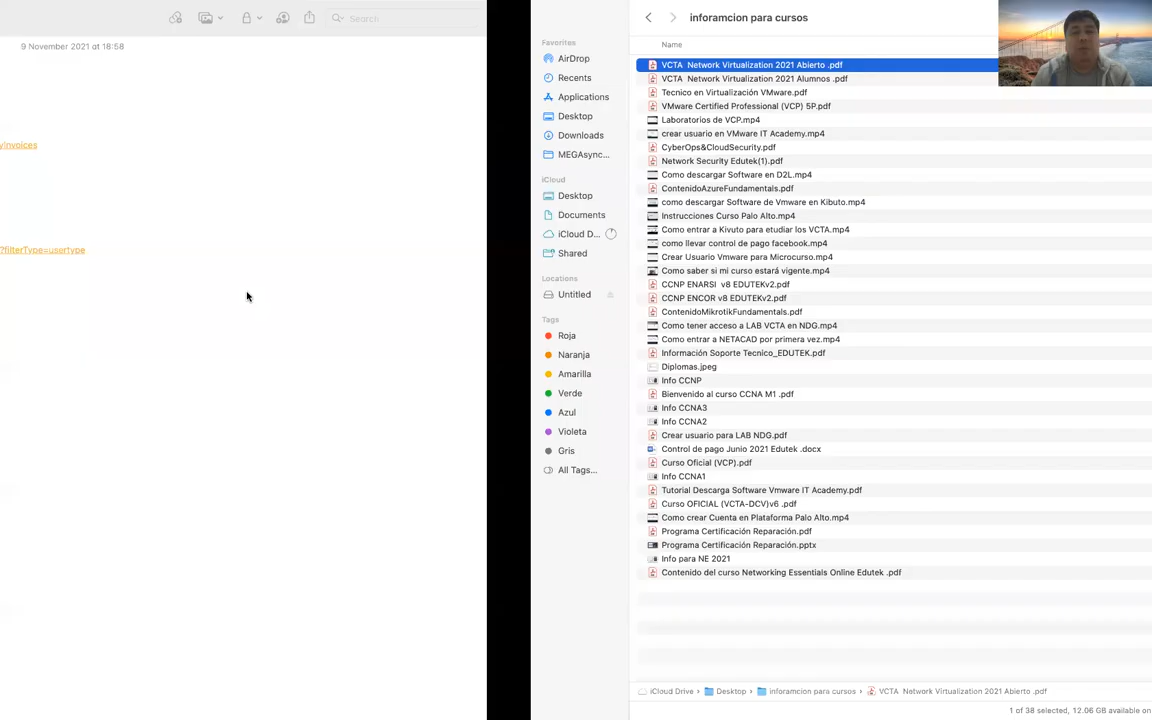 Search
9 November 2021 at 18:58
yinvoices
?filterType=usertype
Favorites
AirDrop
Recents
Applications
Desktop
Downloads
MEGAsync...
iCloud
Desktop
Documents
iCloud D...
Shared
Locations
Untitled
Tags
Roja
Naranja
Amarilla
Verde
Azul
Violeta
Gris
All Tags...
inforamcion para cursos
Name
VCTA Network Virtualization 2021 Abierto .pdf
VCTA Network Virtualization 2021 Alumnos .pdf
Tecnico en Virtualización VMware.pdf
VMware Certified Professional (VCP) 5P.pdf
Laboratorios de VCP.mp4
crear usuario en VMware IT Academy.mp4
CyberOps&CloudSecurity.pdf
Network Security Edutek(1).pdf
Como descargar Software en D2L.mp4
ContenidoAzureFundamentals.pdf
como descargar Software de Vmware en Kibuto.mp4
Instrucciones Curso Palo Alto.mp4
Como entrar a Kivuto para etudiar los VCTA.mp4
como llevar control de pago facebook.mp4
Crear Usuario Vmware para Microcurso.mp4
Como saber si mi curso estará vigente.mp4
CCNP ENARSI v8 EDUTEKv2.pdf
CCNP ENCOR v8 EDUTEKv2.pdf
ContenidoMikrotikFundamentals.pdf
Como tener acceso a LAB VCTA en NDG.mp4
Como entrar a NETACAD por primera vez.mp4
Información Soporte Tecnico_EDUTEK.pdf
Diplomas.jpeg
Info CCNP
Bienvenido al curso CCNA M1 .pdf
Info CCNA3
Info CCNA2
Crear usuario para LAB NDG.pdf
Control de pago Junio 2021 Edutek .docx
Curso Oficial (VCP).pdf
Info CCNA1
Tutorial Descarga Software Vmware IT Academy.pdf
Curso OFICIAL (VCTA-DCV)v6 .pdf
Como crear Cuenta en Plataforma Palo Alto.mp4
Programa Certificación Reparación.pdf
Programa Certificación Reparación.pptx
Info para NE 2021
Contenido del curso Networking Essentials Online Edutek .pdf
iCloud Drive › Desktop › inforamcion para cursos › VCTA Network Virtualization 2021 Abierto .pdf
1 of 38 selected, 12.06 GB available on